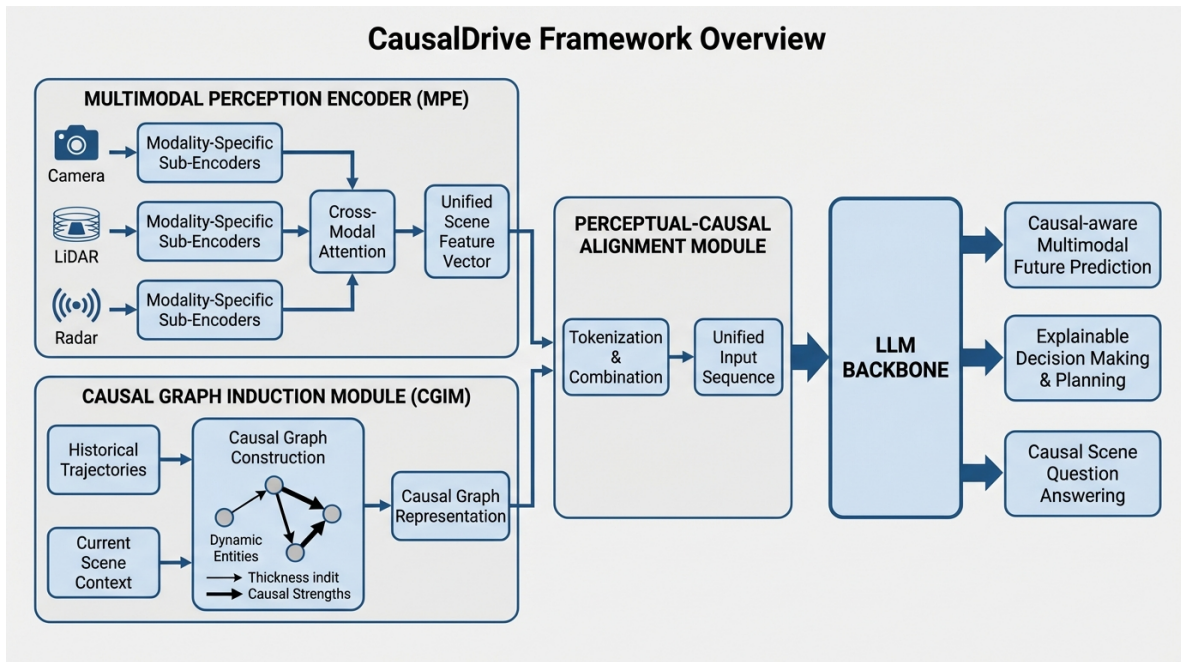 CausalDrive Framework Overview
MULTIMODAL PERCEPTION ENCODER (MPE)
Camera
Modality-Specific
Sub-Encoders
LiDAR
Modality-Specific
Sub-Encoders
Radar
Modality-Specific
Sub-Encoders
Cross-
Modal
Attention
Unified
Scene
Feature
Vector
CAUSAL GRAPH INDUCTION MODULE (CGIM)
Historical
Trajectories
Current
Scene
Context
Causal Graph
Construction
Dynamic
Entities
Thickness indit
Causal Strengths
Causal Graph
Representation
PERCEPTUAL-CAUSAL
ALIGNMENT MODULE
Tokenization
&
Combination
Unified
Input
Sequence
LLM
BACKBONE
Causal-aware
Multimodal
Future Prediction
Explainable
Decision Making
& Planning
Causal Scene
Question
Answering